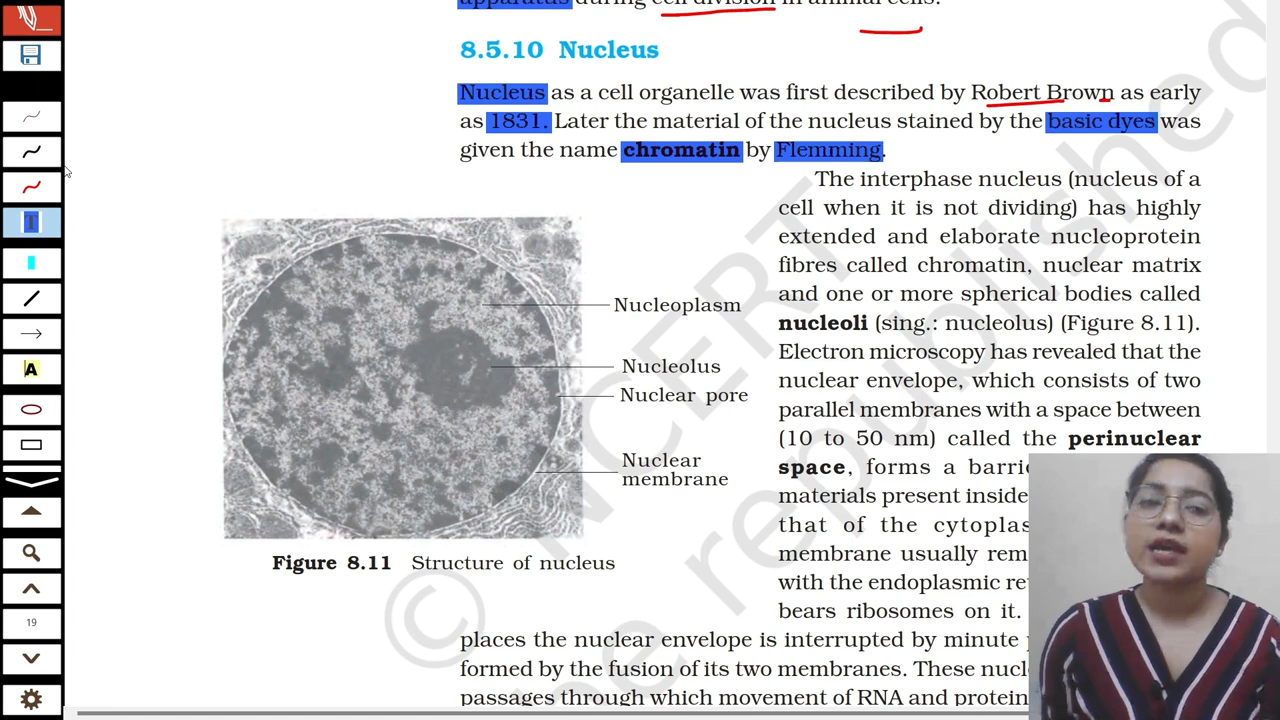 apparatus during cell division in animal cells.
8.5.10 Nucleus
Nucleus as a cell organelle was first described by Robert Brown as early
as 1831. Later the material of the nucleus stained by the basic dyes was
given the name chromatin by Flemming.
The interphase nucleus (nucleus of a
cell when it is not dividing) has highly
extended and elaborate nucleoprotein
fibres called chromatin, nuclear matrix
and one or more spherical bodies called
nucleoli (sing.: nucleolus) (Figure 8.11).
Electron microscopy has revealed that the
nuclear envelope, which consists of two
parallel membranes with a space between
(10 to 50 nm) called the perinuclear
space, forms a
materials present inside
that of the
membrane usually
with the endoplasmic
bears ribosomes on it.
places the nuclear envelope is interrupted by minute
formed by the fusion of its two membranes. These
passages through which movement of RNA and
Nucleoplasm
Nucleolus
Nuclear pore
Nuclear
membrane
Figure 8.11 Structure of nucleus
© NCERT
be republished
19
T
A